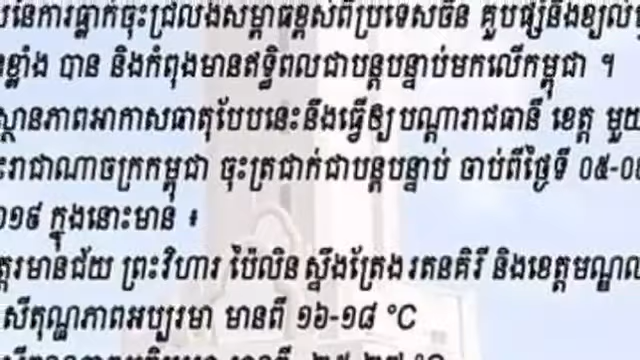 នៃការធ្លាក់ចុះជ្រលងសម្ពាធខ្ពស់ពីប្រទេសចិន គួបផ្សំនឹងខ្យល់
ខ្លាំង បាន និងកំពុងមានឥទ្ធិពលជាបន្តបន្ទាប់មកលើកម្ពុជា ។
ស្ថានភាពអាកាសធាតុបែបនេះនឹងធ្វើឲ្យបណ្តារាជធានី ខេត្ត មួយ
រាជាណាចក្រកម្ពុជា ចុះត្រជាក់ជាបន្តបន្ទាប់ ចាប់ពីថ្ងៃទី ០៥-០
ក្នុងនោះមាន ៖
មានជ័យ ព្រះវិហារ ប៉ៃលិន ស្ទឹងត្រែង រតនគិរី និងខេត្តមណ្ឌល
សីតុណ្ហភាពអប្បរមា មានពី ១៦-១៨ °C